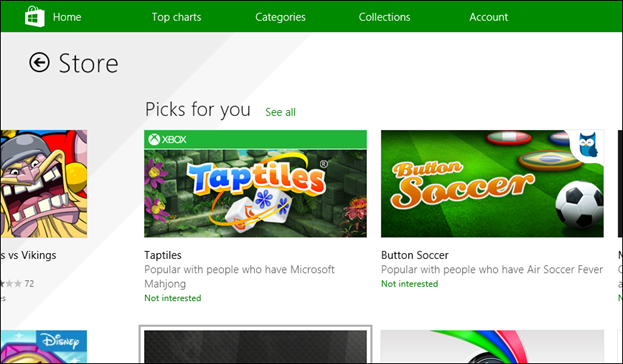 Home Top charts Categories Collections Account
Store
Picks for you See all
XBOX
Taptiles®
Button
Soccer
s vs Vikings
72
es
Taptiles
Popular with people who have Microsoft
Mahjong
Not interested
Button Soccer
Popular with people who have Air Soccer Fever
Not interested
Disney